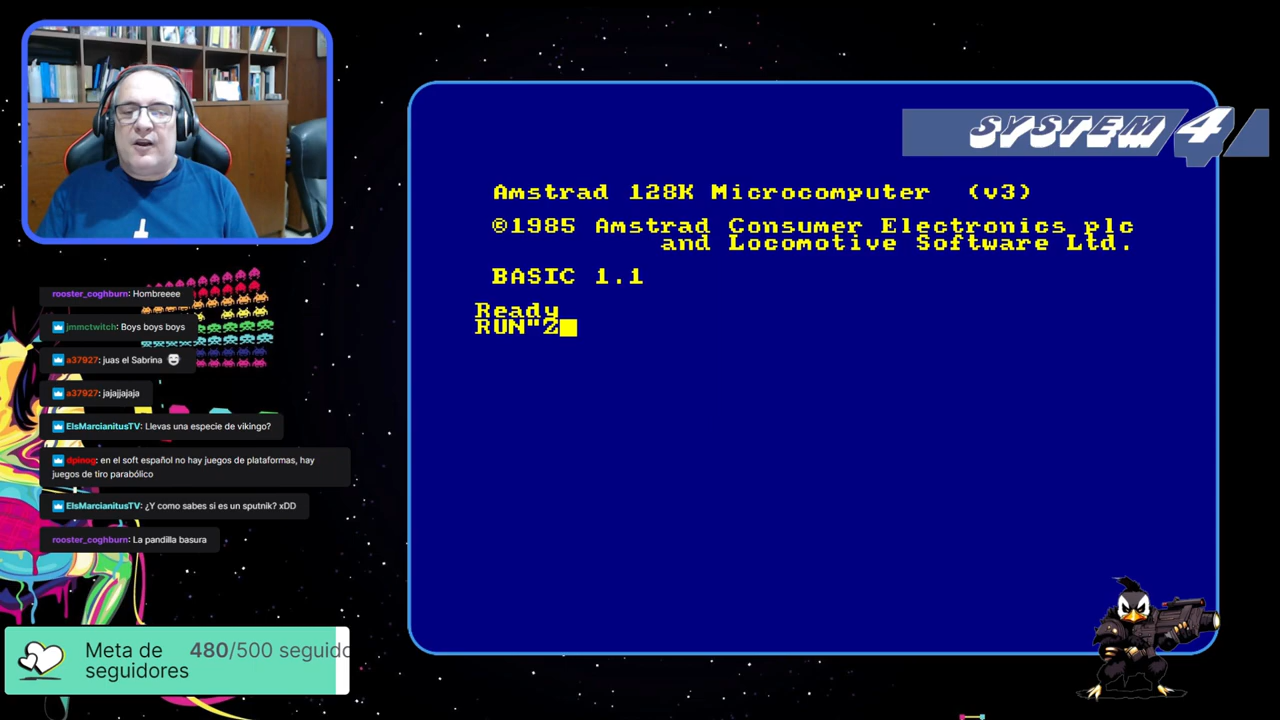 SYSTEM 4
Amstrad 128K Microcomputer (v3)
©1985 Amstrad Consumer Electronics plc
and Locomotive Software Ltd.
BASIC 1.1
Ready
RUN"Z
rooster_coghburn: Hombreeee
jmmctwitch: Boys boys boys
a37927: juas el Sabrina
a37927: jajajjajaja
ElsMarcianitusTV: Llevas una especie de vikingo?
dpinog: en el soft español no hay juegos de plataformas, hay
juegos de tiro parabólico
ElsMarcianitusTV: ¿Y como sabes si es un sputnik? xDD
rooster_coghburn: La pandilla basura
Meta de
seguidores
480/500 seguido